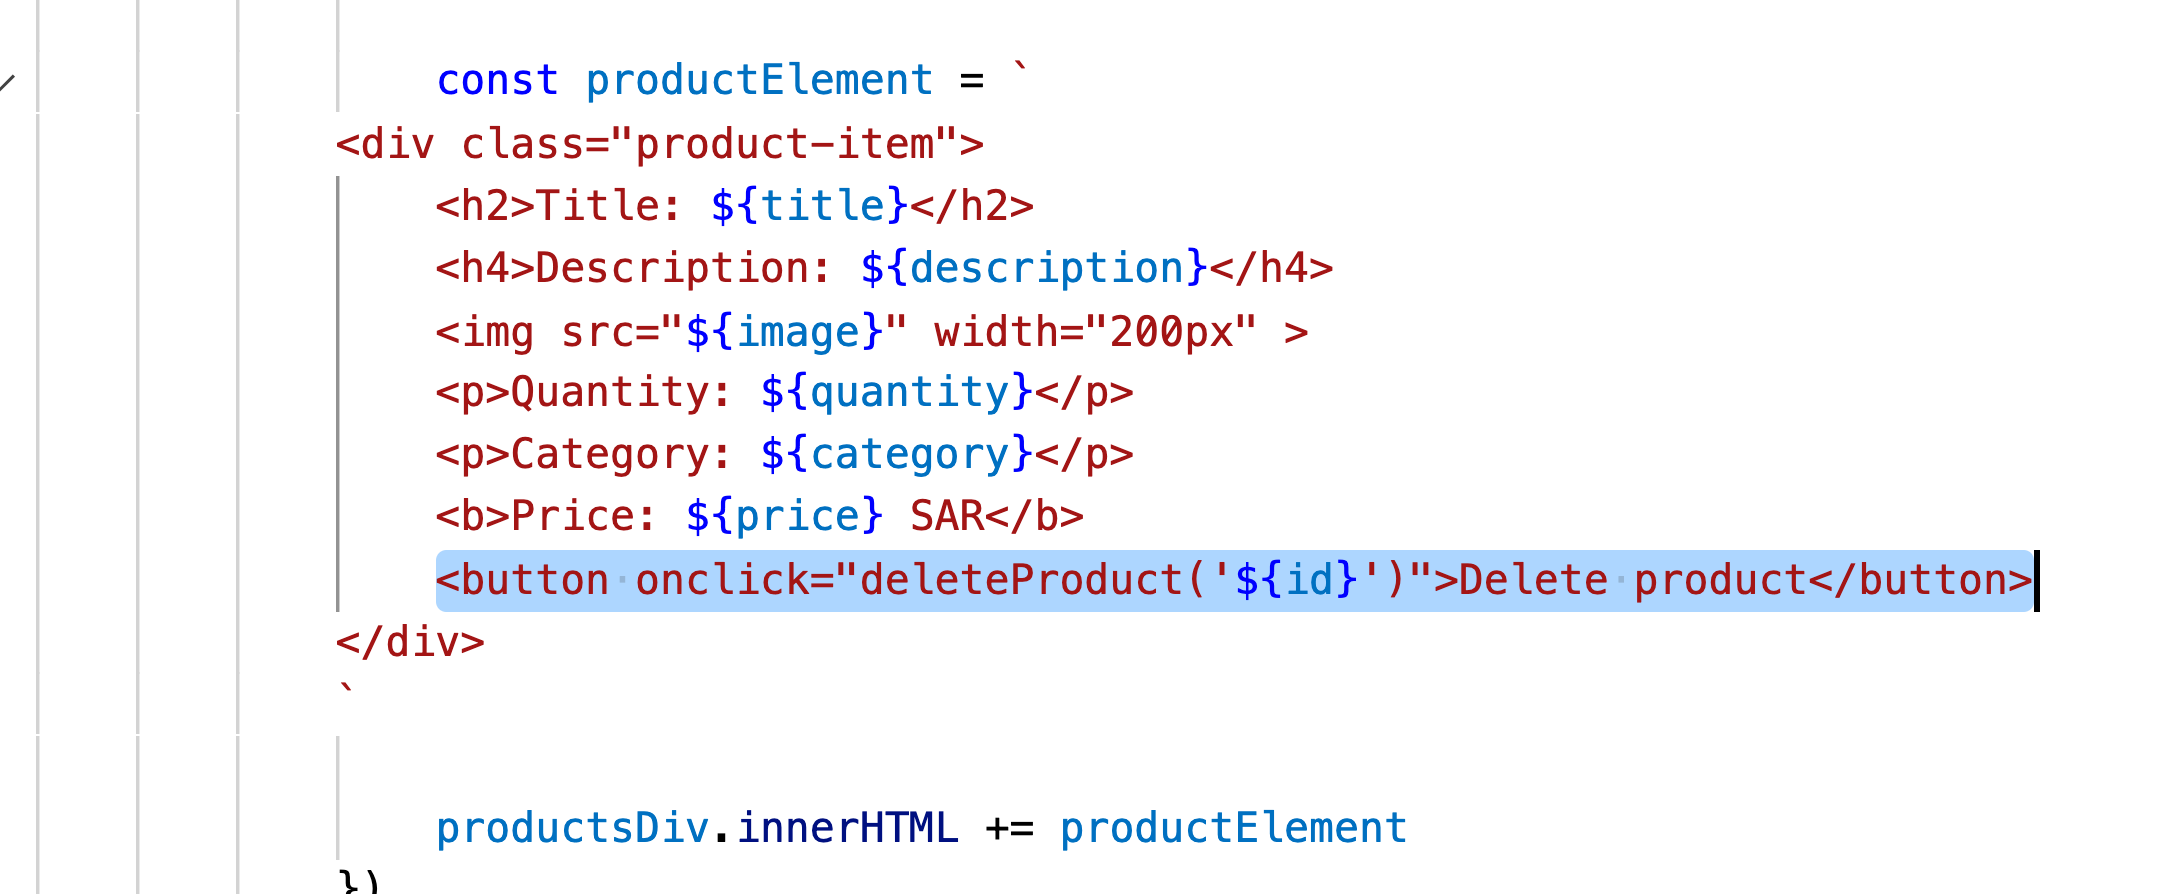 const productElement = `
<div class="product-item">
<h2>Title: ${title}</h2>
<h4>Description: ${description}</h4>
<img src="${image}" width="200px" >
<p>Quantity: ${quantity}</p>
<p>Category: ${category}</p>
<b>Price: ${price} SAR</b>
<button onclick="deleteProduct('${id}')">Delete product</button>
</div>
`
productsDiv.innerHTML += productElement
})